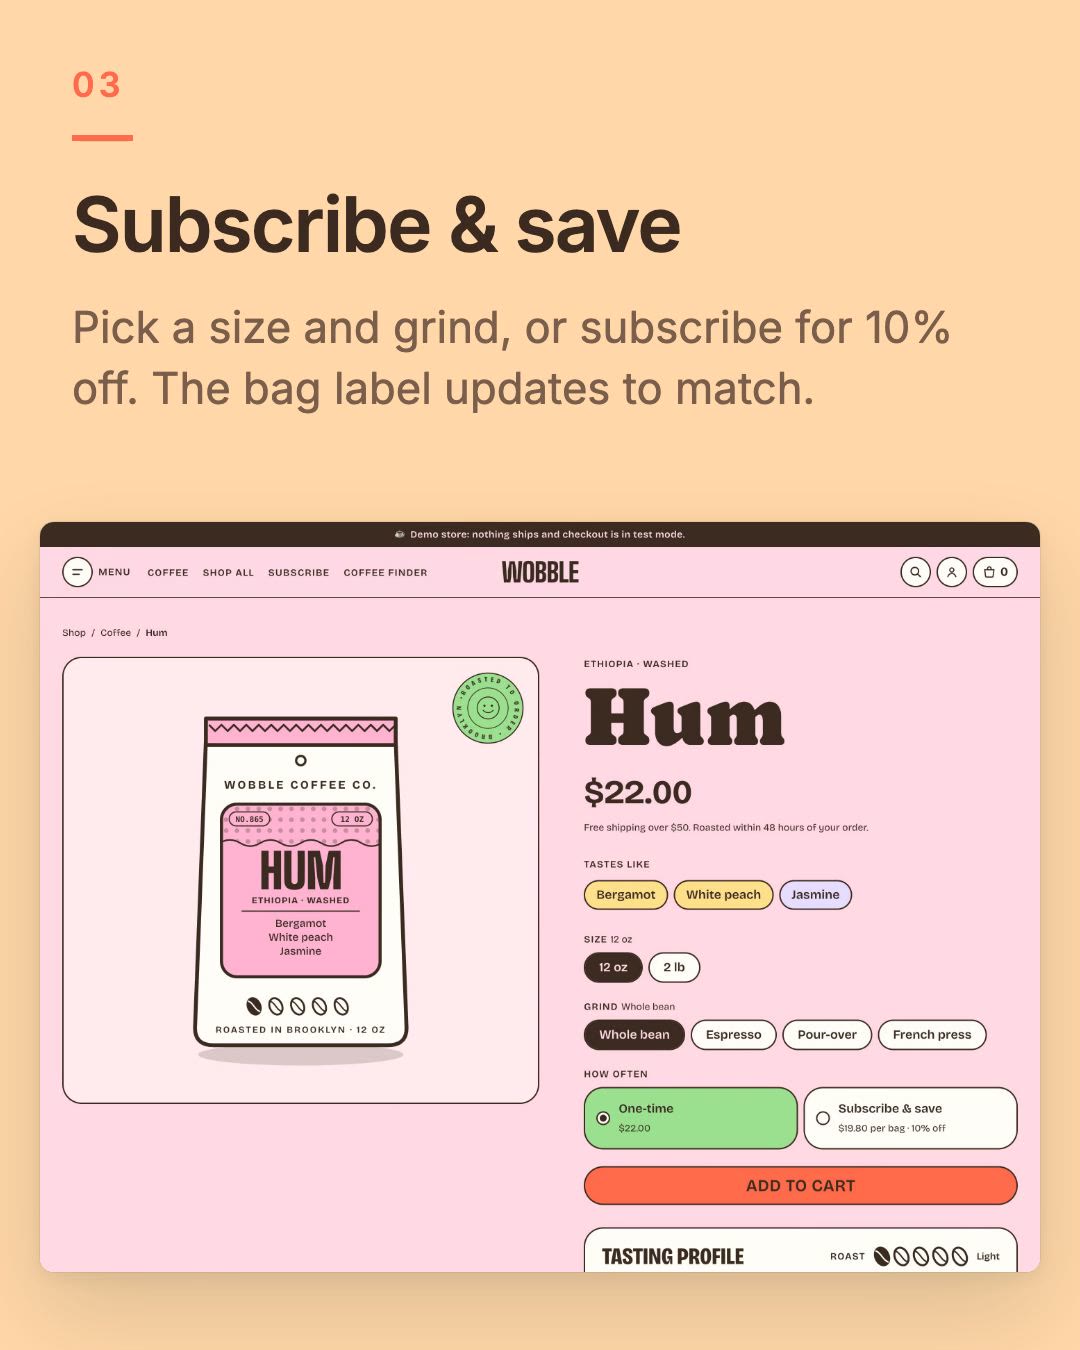 03
Subscribe & save
Pick a size and grind, or subscribe for 10%
off. The bag label updates to match.
Demo store: nothing ships and checkout is in test mode.
MENU COFFEE SHOP ALL SUBSCRIBE COFFEE FINDER WOBBLE 0
Shop / Coffee / Hum
ROASTED TO ORDER · BROOKLYN ·
WOBBLE COFFEE CO.
NO.865 12 OZ
HUM
ETHIOPIA · WASHED
Bergamot
White peach
Jasmine
ROASTED IN BROOKLYN · 12 OZ
ETHIOPIA · WASHED
Hum
$22.00
Free shipping over $50. Roasted within 48 hours of your order.
TASTES LIKE
Bergamot White peach Jasmine
SIZE 12 oz
12 oz 2 lb
GRIND Whole bean
Whole bean Espresso Pour-over French press
HOW OFTEN
One-time Subscribe & save
$22.00 $19.80 per bag · 10% off
ADD TO CART
TASTING PROFILE ROAST Light